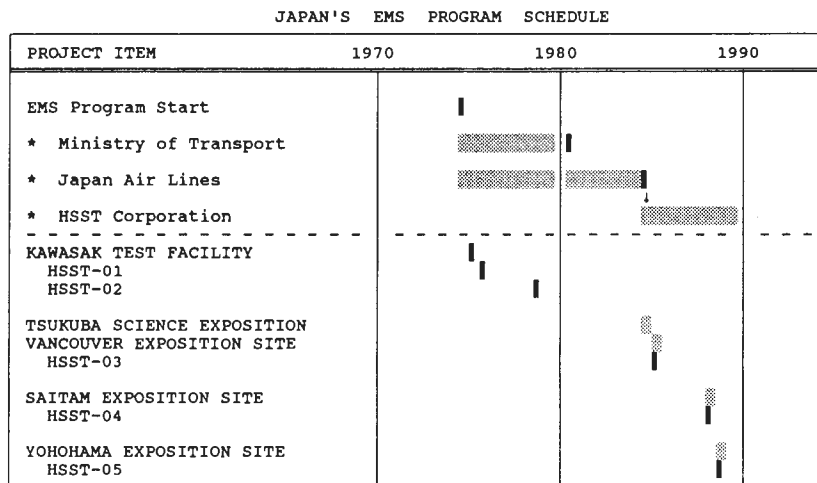 JAPAN'S EMS PROGRAM SCHEDULE
PROJECT ITEM 1970 1980 1990
EMS Program Start
* Ministry of Transport
* Japan Air Lines
* HSST Corporation
KAWASAK TEST FACILITY
HSST-01
HSST-02
TSUKUBA SCIENCE EXPOSITION
VANCOUVER EXPOSITION SITE
HSST-03
SAITAM EXPOSITION SITE
HSST-04
YOHOHAMA EXPOSITION SITE
HSST-05